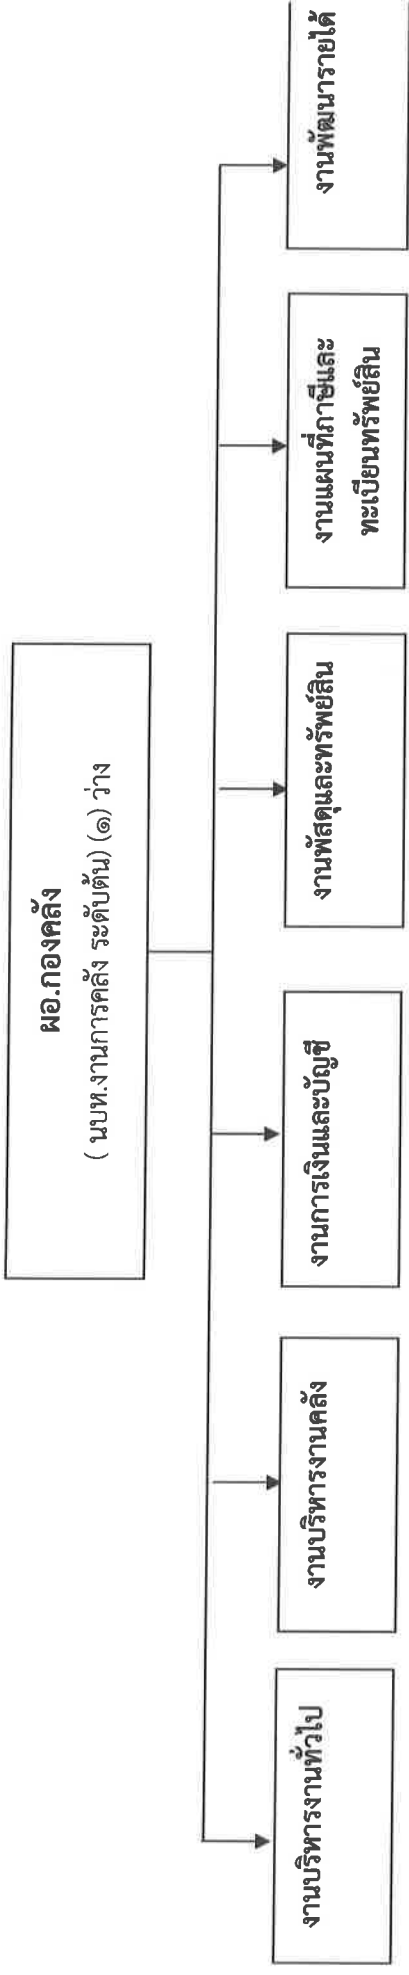 ผอ.กองคลัง
( นบห.งานการคลัง ระดับต้น) (๑) ว่าง
งานบริหารงานทั่วไป
งานบริหารงานคลัง
งานการเงินและบัญชี
งานพัสดุและทรัพย์สิน
งานแผนที่ภาษีและ
ทะเบียนทรัพย์สิน
งานพัฒนารายได้